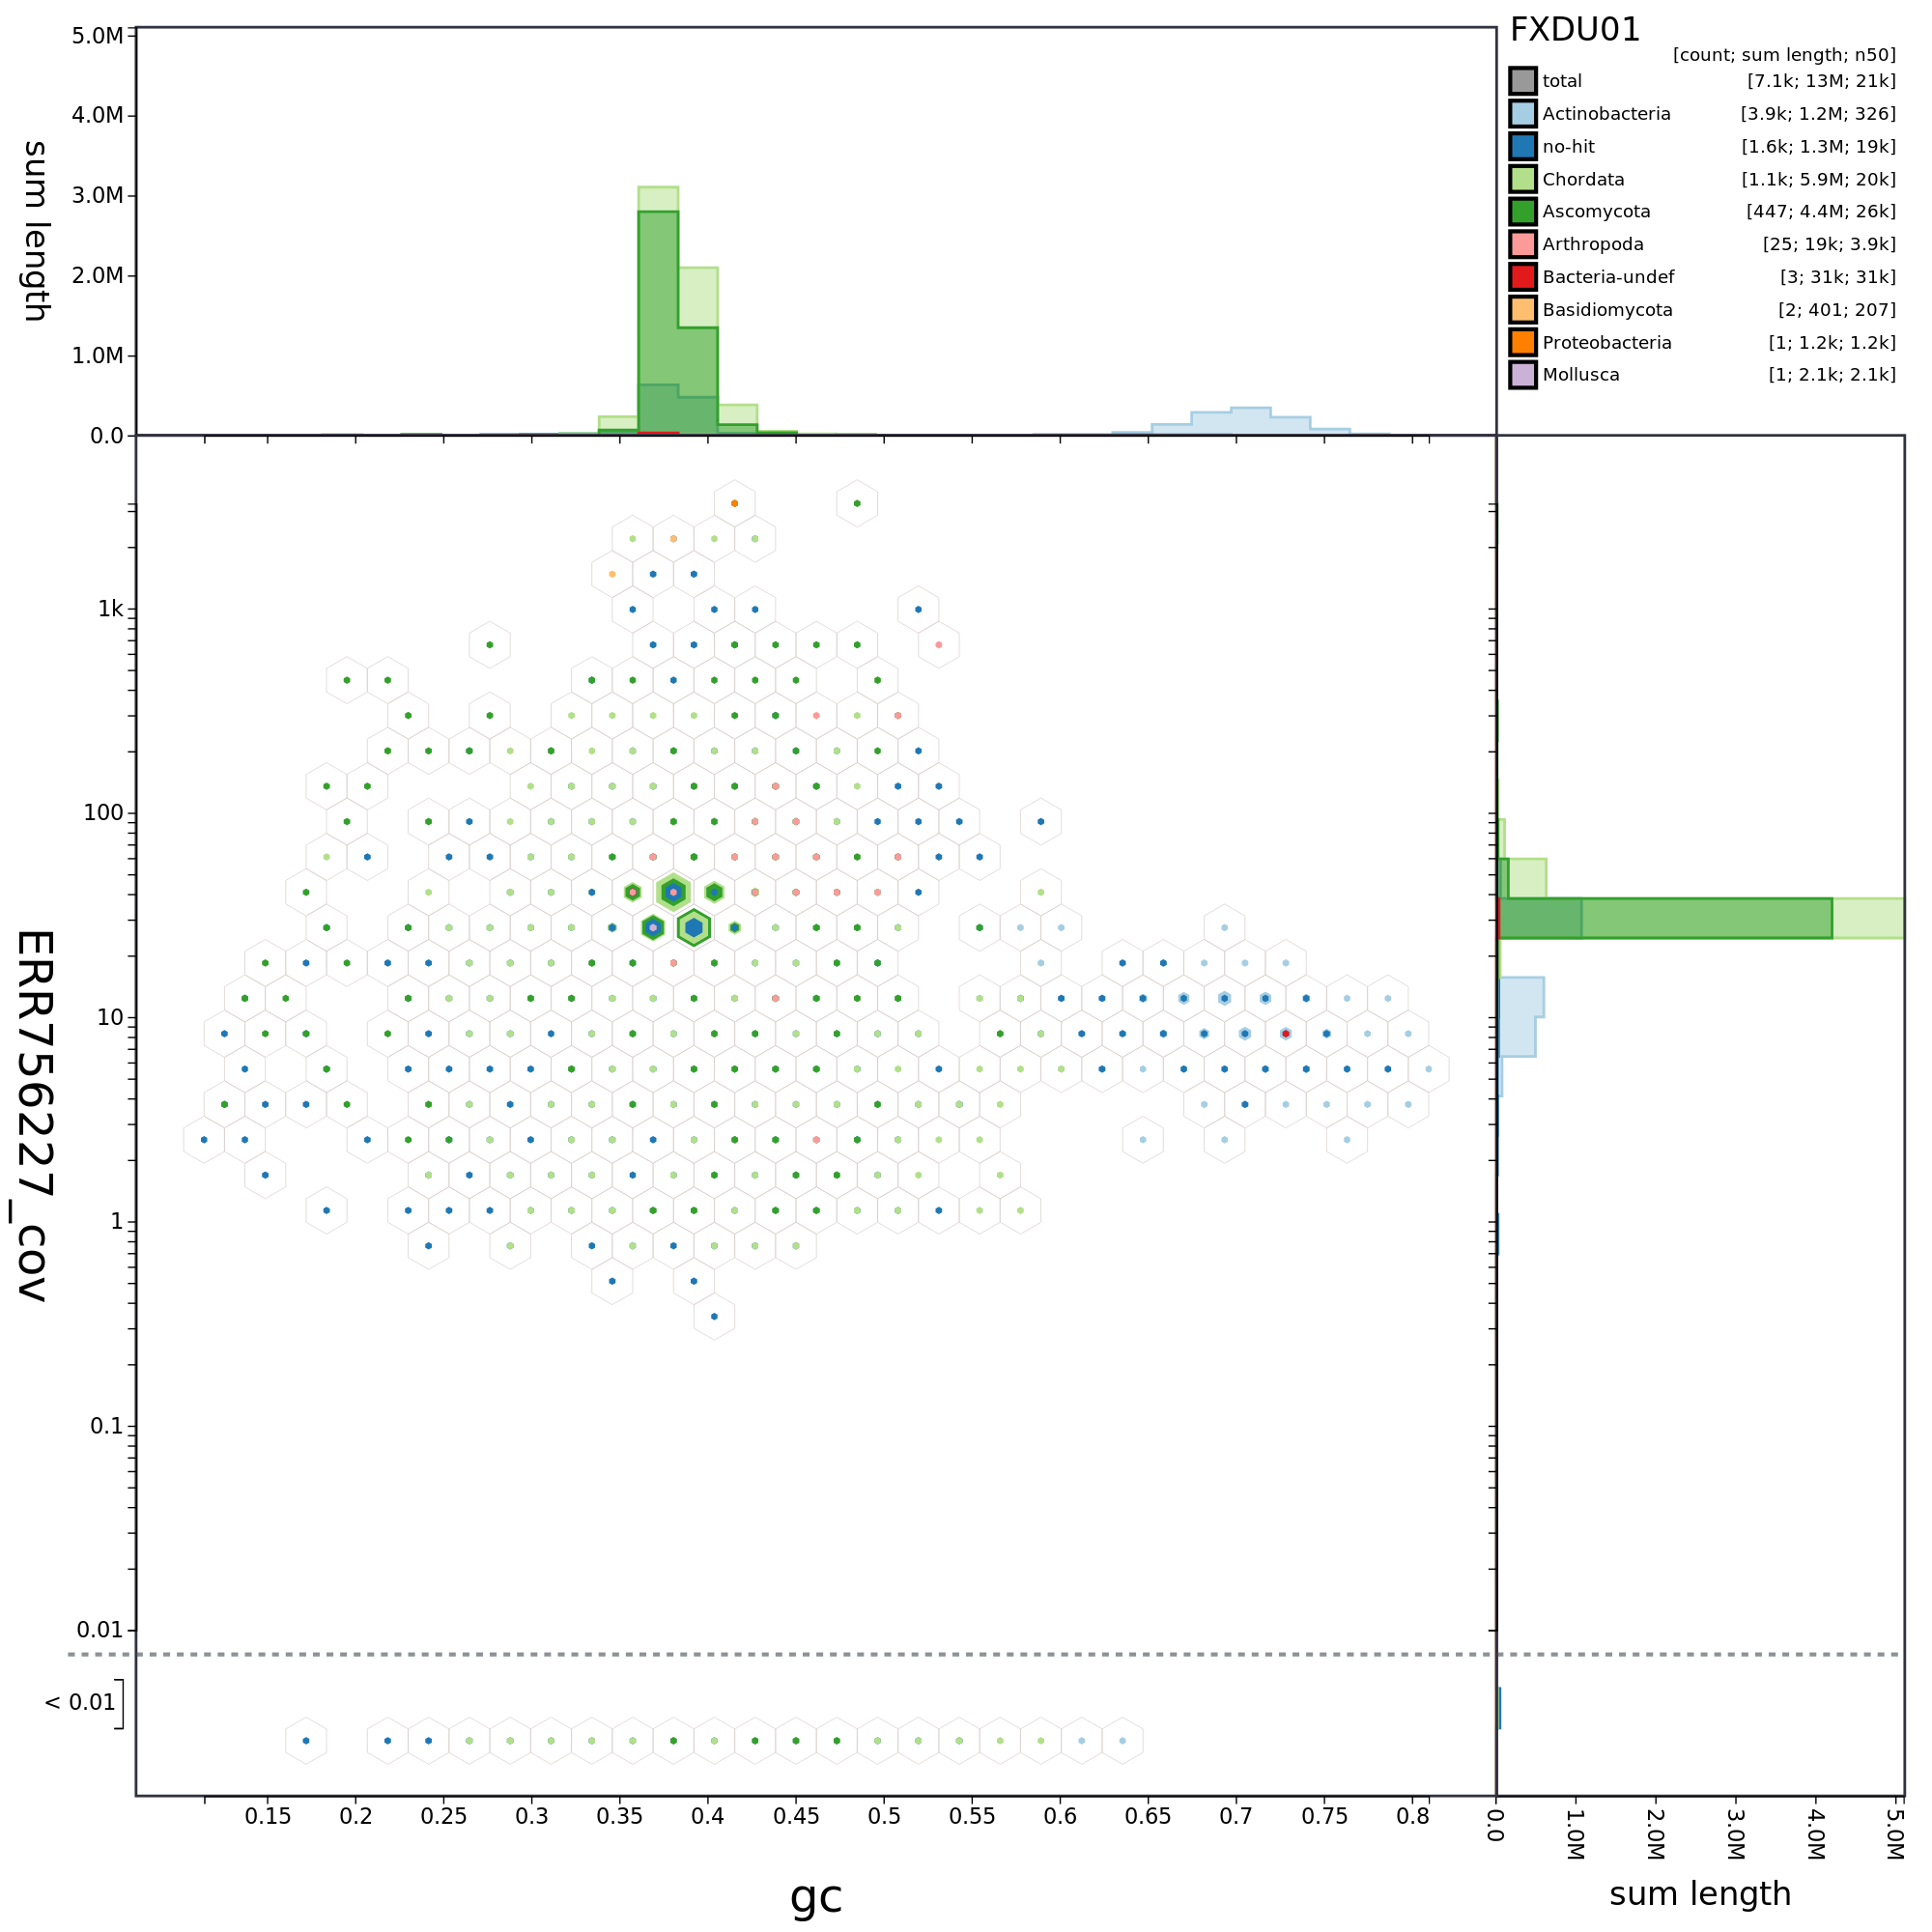 FXDU01
[count; sum length; n50]
total [7.1k; 13M; 21k]
Actinobacteria [3.9k; 1.2M; 326]
no-hit [1.6k; 1.3M; 19k]
Chordata [1.1k; 5.9M; 20k]
Ascomycota [447; 4.4M; 26k]
Arthropoda [25; 19k; 3.9k]
Bacteria-undef [3; 31k; 31k]
Basidiomycota [2; 401; 207]
Proteobacteria [1; 1.2k; 1.2k]
Mollusca [1; 2.1k; 2.1k]
sum length
5.0M
4.0M
3.0M
2.0M
1.0M
0.0
ERR756227_cov
1k
100
10
1
0.1
0.01
< 0.01
0.15 0.2 0.25 0.3 0.35 0.4 0.45 0.5 0.55 0.6 0.65 0.7 0.75 0.8
gc
0.0 1.0M 2.0M 3.0M 4.0M 5.0M
sum length